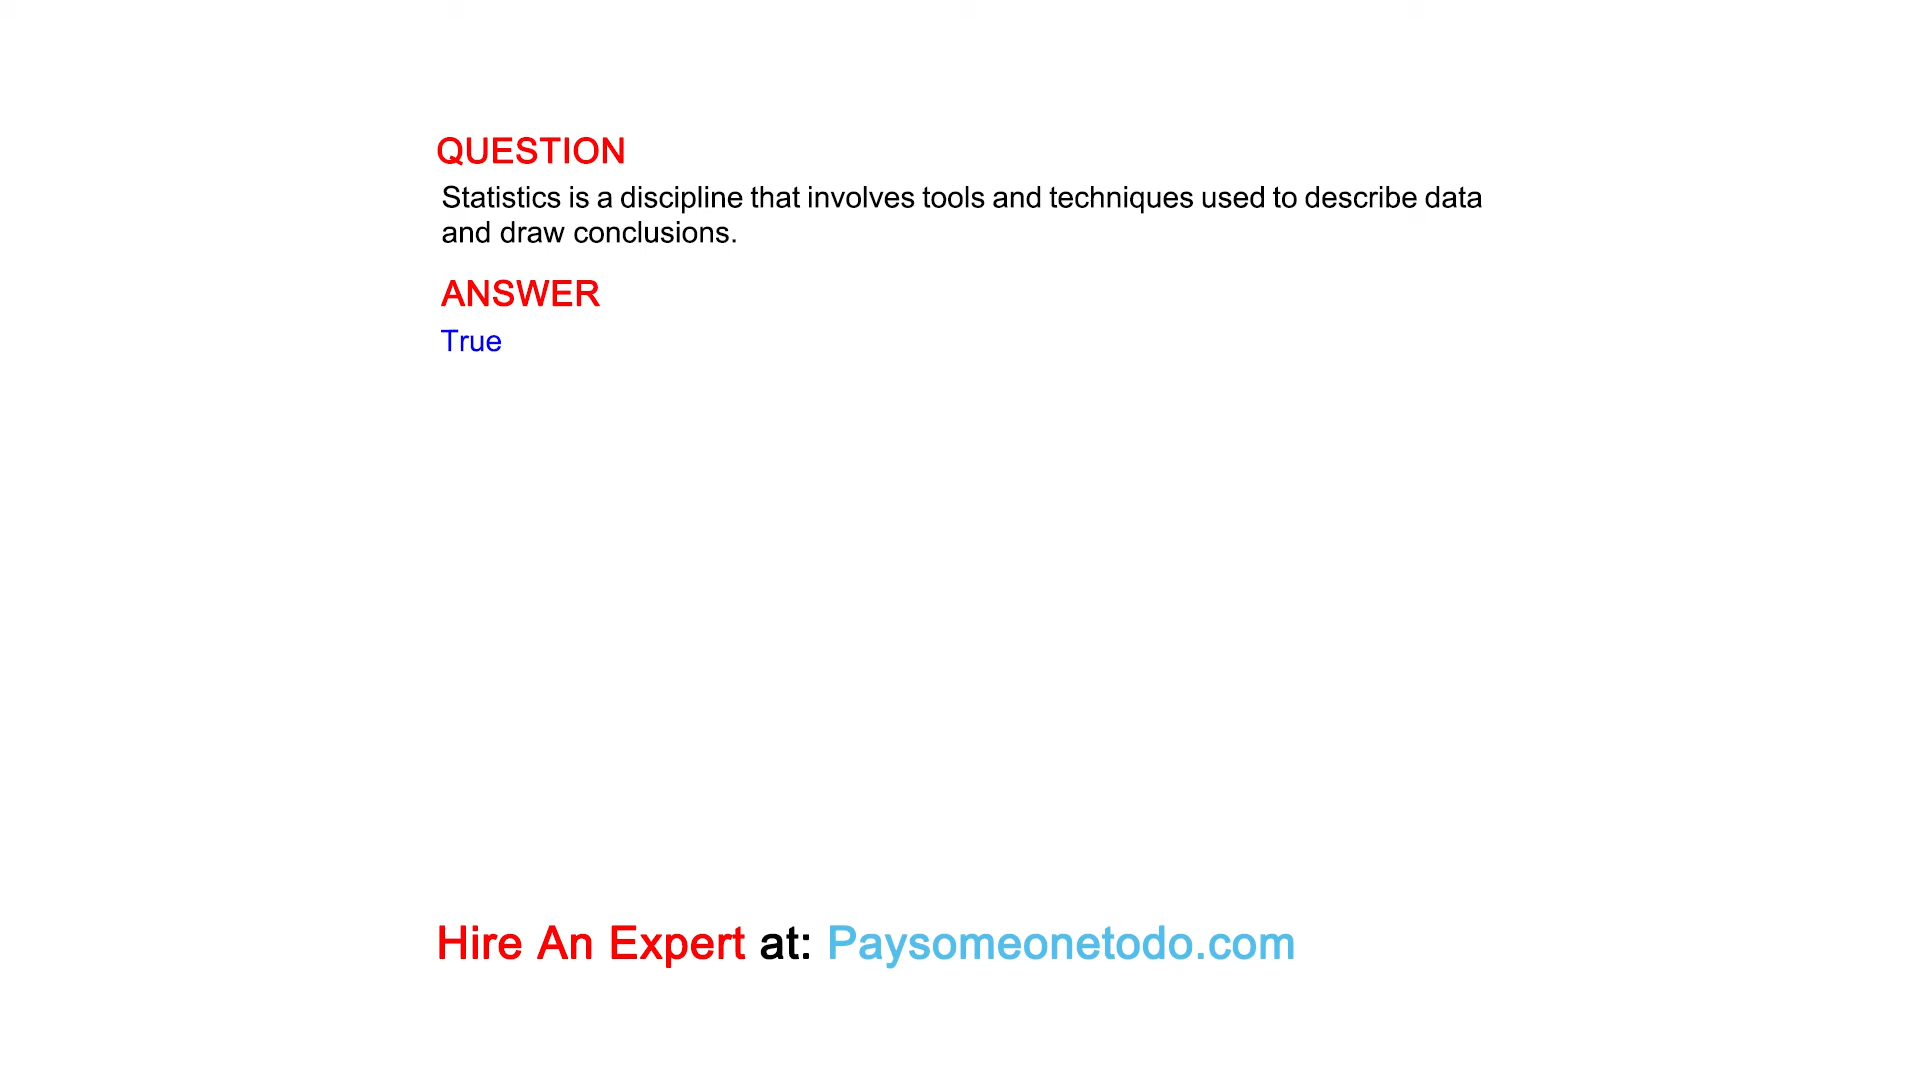 QUESTION
Statistics is a discipline that involves tools and techniques used to describe data
and draw conclusions.
ANSWER
True
Hire An Expert at: Paysomeonetodo.com